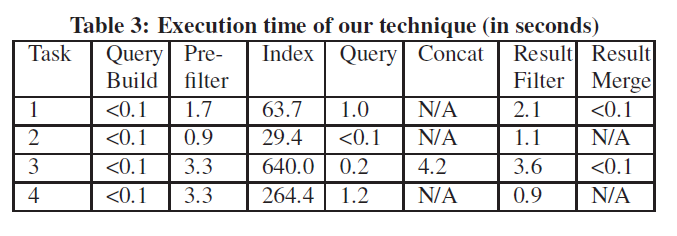 Table 3: Execution time of our technique (in seconds)
Task Query Build Pre-filter Index Query Concat Result Filter Result Merge
1 <0.1 1.7 63.7 1.0 N/A 2.1 <0.1
2 <0.1 0.9 29.4 <0.1 N/A 1.1 N/A
3 <0.1 3.3 640.0 0.2 4.2 3.6 <0.1
4 <0.1 3.3 264.4 1.2 N/A 0.9 N/A